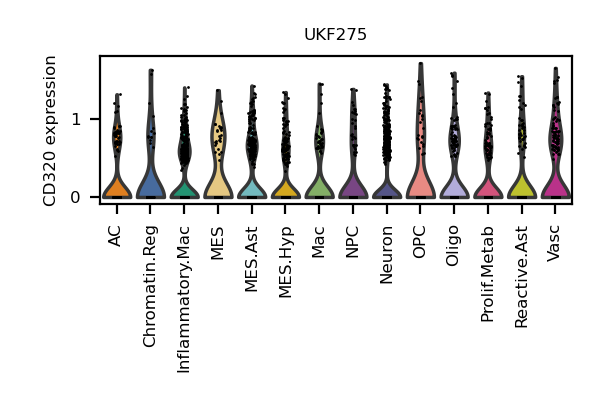 UKF275
CD320 expression
1
0
AC
Chromatin.Reg
Inflammatory.Mac
MES
MES.Ast
MES.Hyp
Mac
NPC
Neuron
OPC
Oligo
Prolif.Metab
Reactive.Ast
Vasc